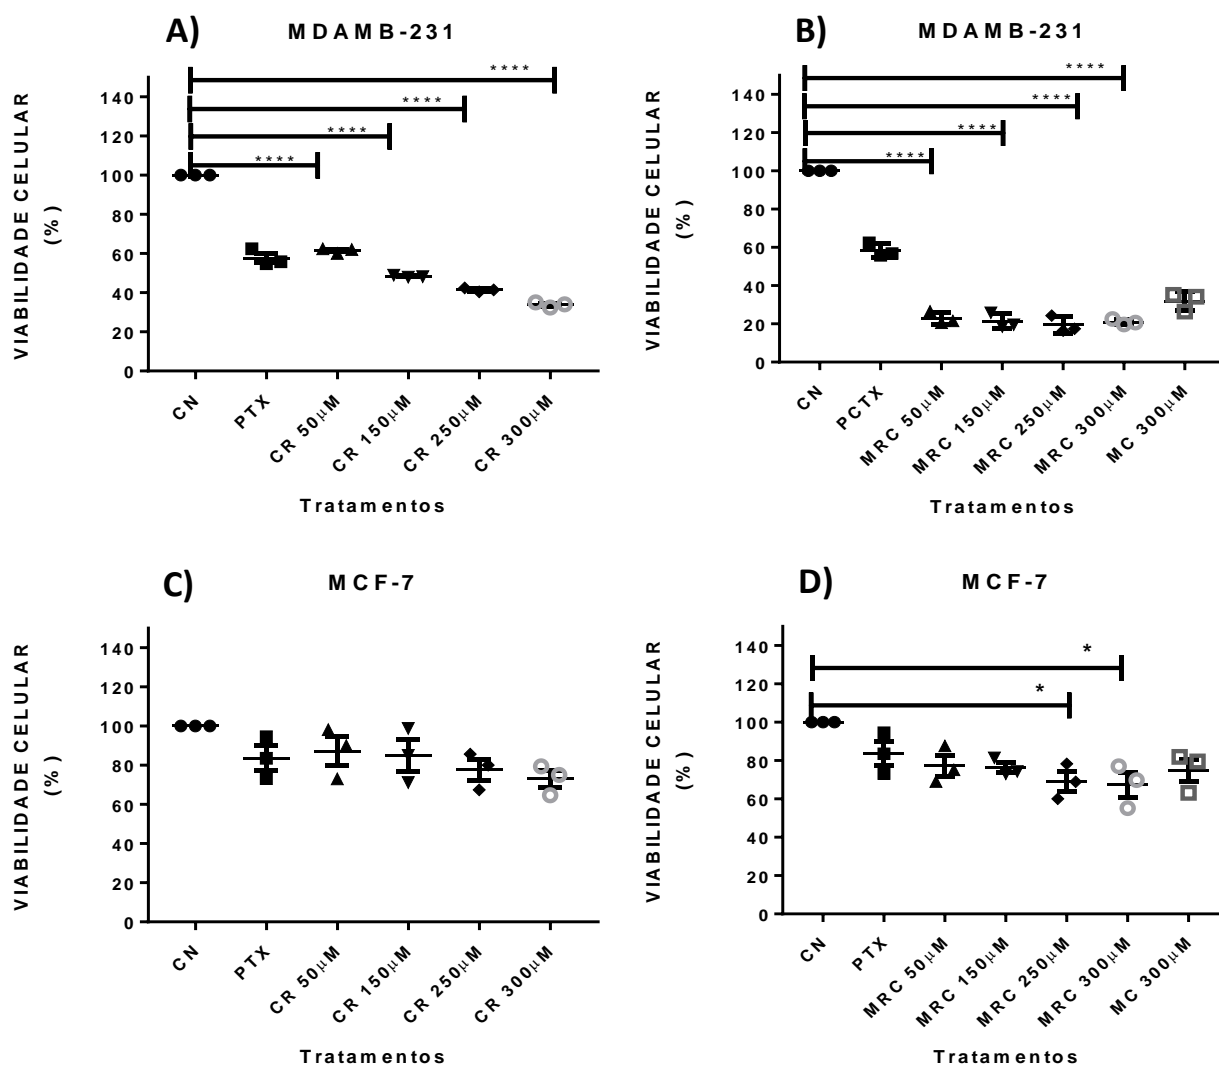 A) MDAMB-231
VIABILIDADE CELULAR
(%)
140
120
100
80
60
40
20
0
****
****
****
****
CN
PTX
CR 50µM
CR 150µM
CR 250µM
CR 300µM
Tratamentos
B) MDAMB-231
VIABILIDADE CELULAR
(%)
140
120
100
80
60
40
20
0
****
****
****
****
CN
PCTX
MRC 50µM
MRC 150µM
MRC 250µM
MRC 300µM
MC 300µM
Tratamentos
C) MCF-7
VIABILIDADE CELULAR
(%)
140
120
100
80
60
40
20
0
CN
PTX
CR 50µM
CR 150µM
CR 250µM
CR 300µM
Tratamentos
D) MCF-7
VIABILIDADE CELULAR
(%)
140
120
100
80
60
40
20
0
*
*
CN
PTX
MRC 50µM
MRC 150µM
MRC 250µM
MRC 300µM
MC 300µM
Tratamentos